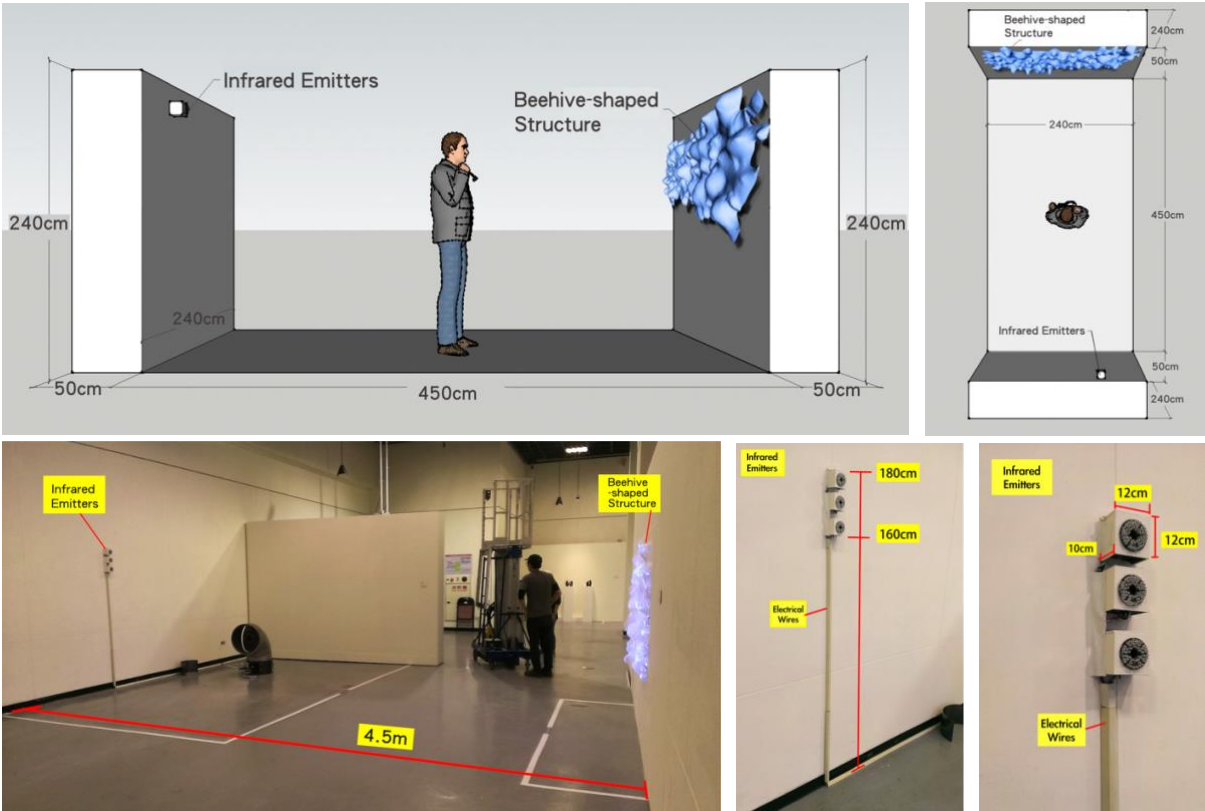 Infrared Emitters
Beehive-shaped
Structure
240cm
240cm
240cm
50cm
450cm
50cm
Beehive-shaped
Structure
240cm
50cm
240cm
450cm
Infrared Emitters
50cm
240cm
Infrared
Emitters
Beehive
-shaped
Structure
4.5m
Infrared
Emitters
180cm
160cm
Electrical
Wires
Infrared
Emitters
12cm
12cm
10cm
Electrical
Wires